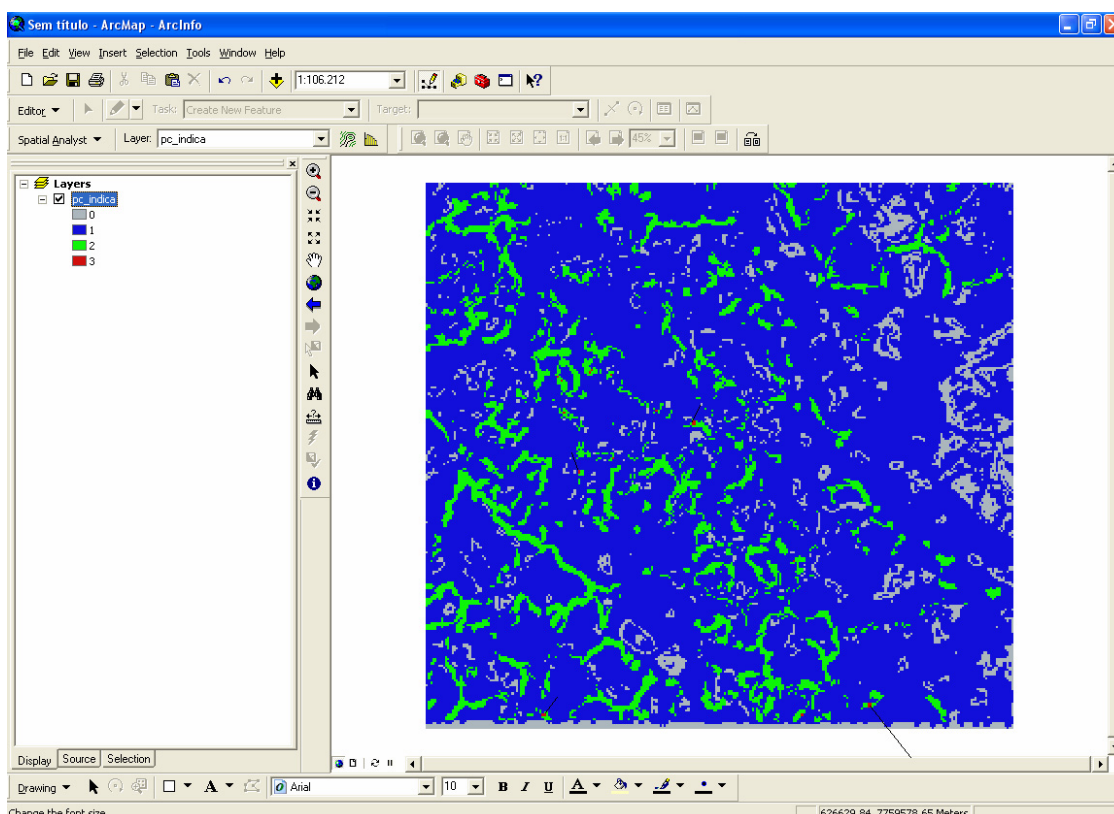 Sem título - ArcMap - ArcInfo
File Edit View Insert Selection Tools Window Help
1:106.212
Editor Task: Create New Feature Target:
Spatial Analyst Layer: pc_indica 45%
Layers
pc_indica
0
1
2
3
Display Source Selection
Drawing A Arial 10 B I U A
Change the font size 626629,84 7759578,65 Meters